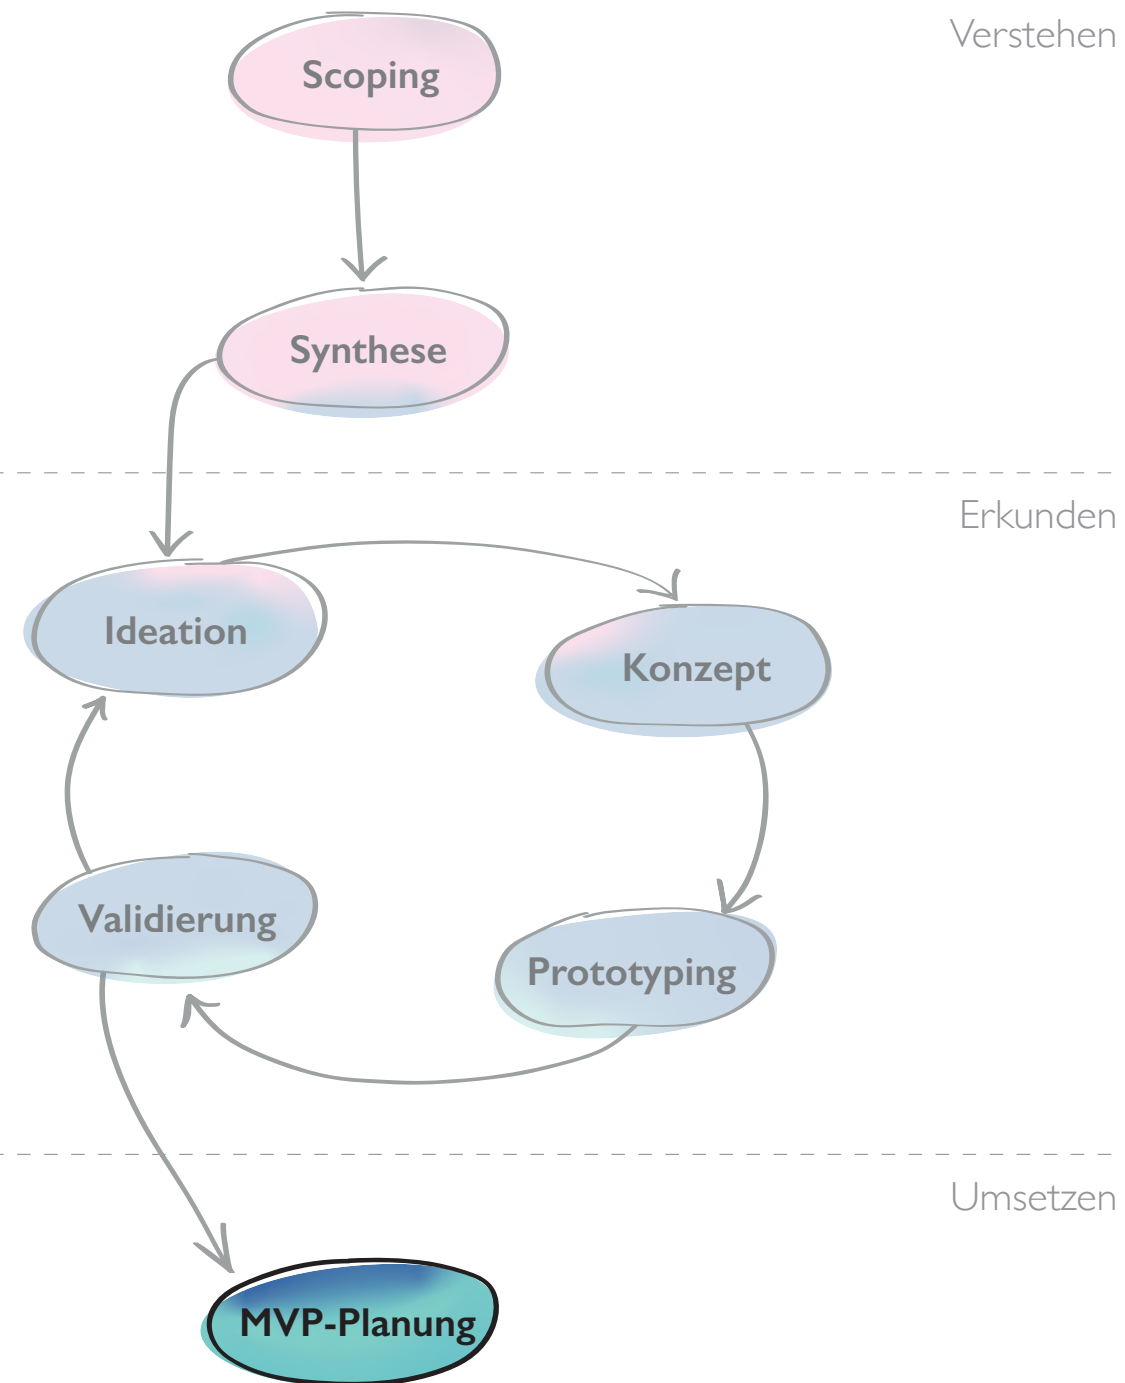 Verstehen
Scoping
Synthese
Erkunden
Ideation
Konzept
Validierung
Prototyping
Umsetzen
MVP-Planung